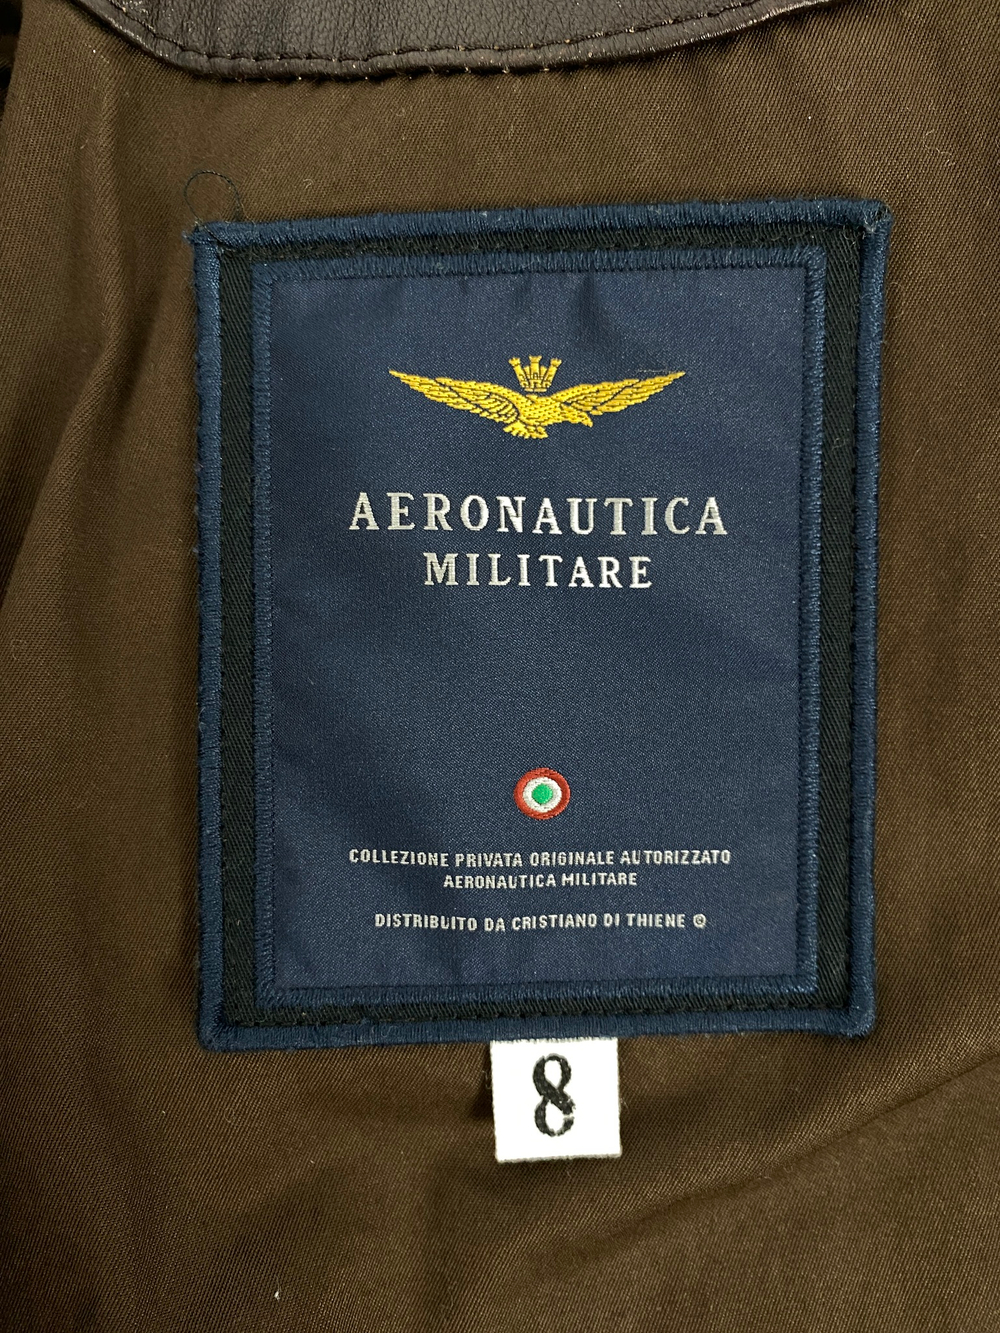 AERONAUTICA
MILITARE
COLLEZIONE PRIVATA ORIGINALE AUTORIZZATO
AERONAUTICA MILITARE
DISTRIBUITO DA CRISTIANO DI THIENE ©
8